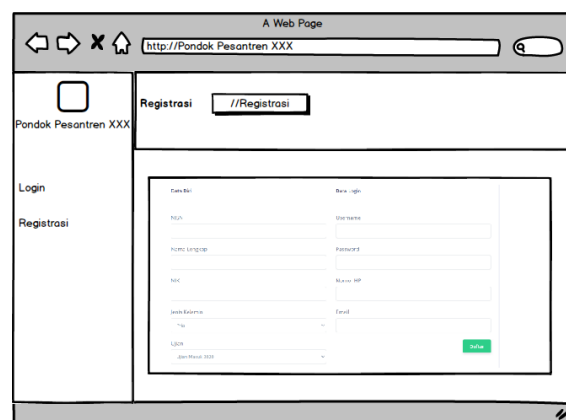 A Web Page
http://Pondok Pesantren XXX
Pondok Pesantren XXX
Registrasi
//Registrasi
Login
Registrasi
Data Diri
Data Login
Username
Nama Lengkap
Password
NIK
Nomor HP
Jenis Kelamin
Email
Pria
Ujian
Daftar